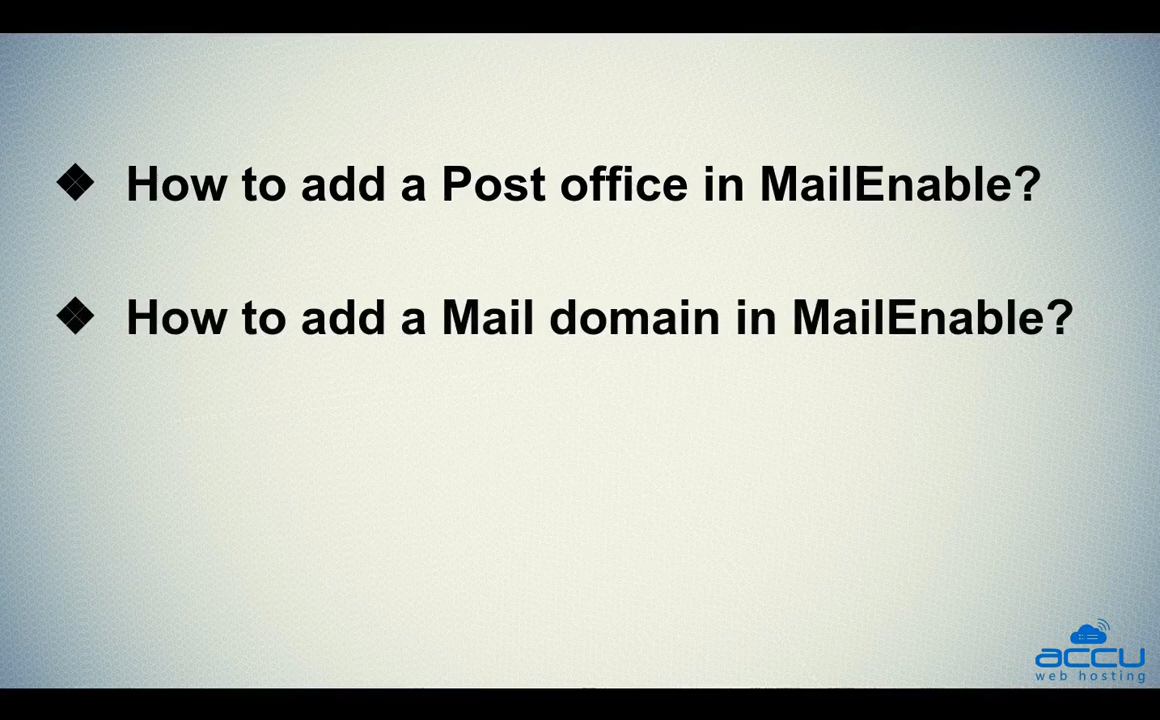 ❖ How to add a Post office in MailEnable?
❖ How to add a Mail domain in MailEnable?
accu
web hosting